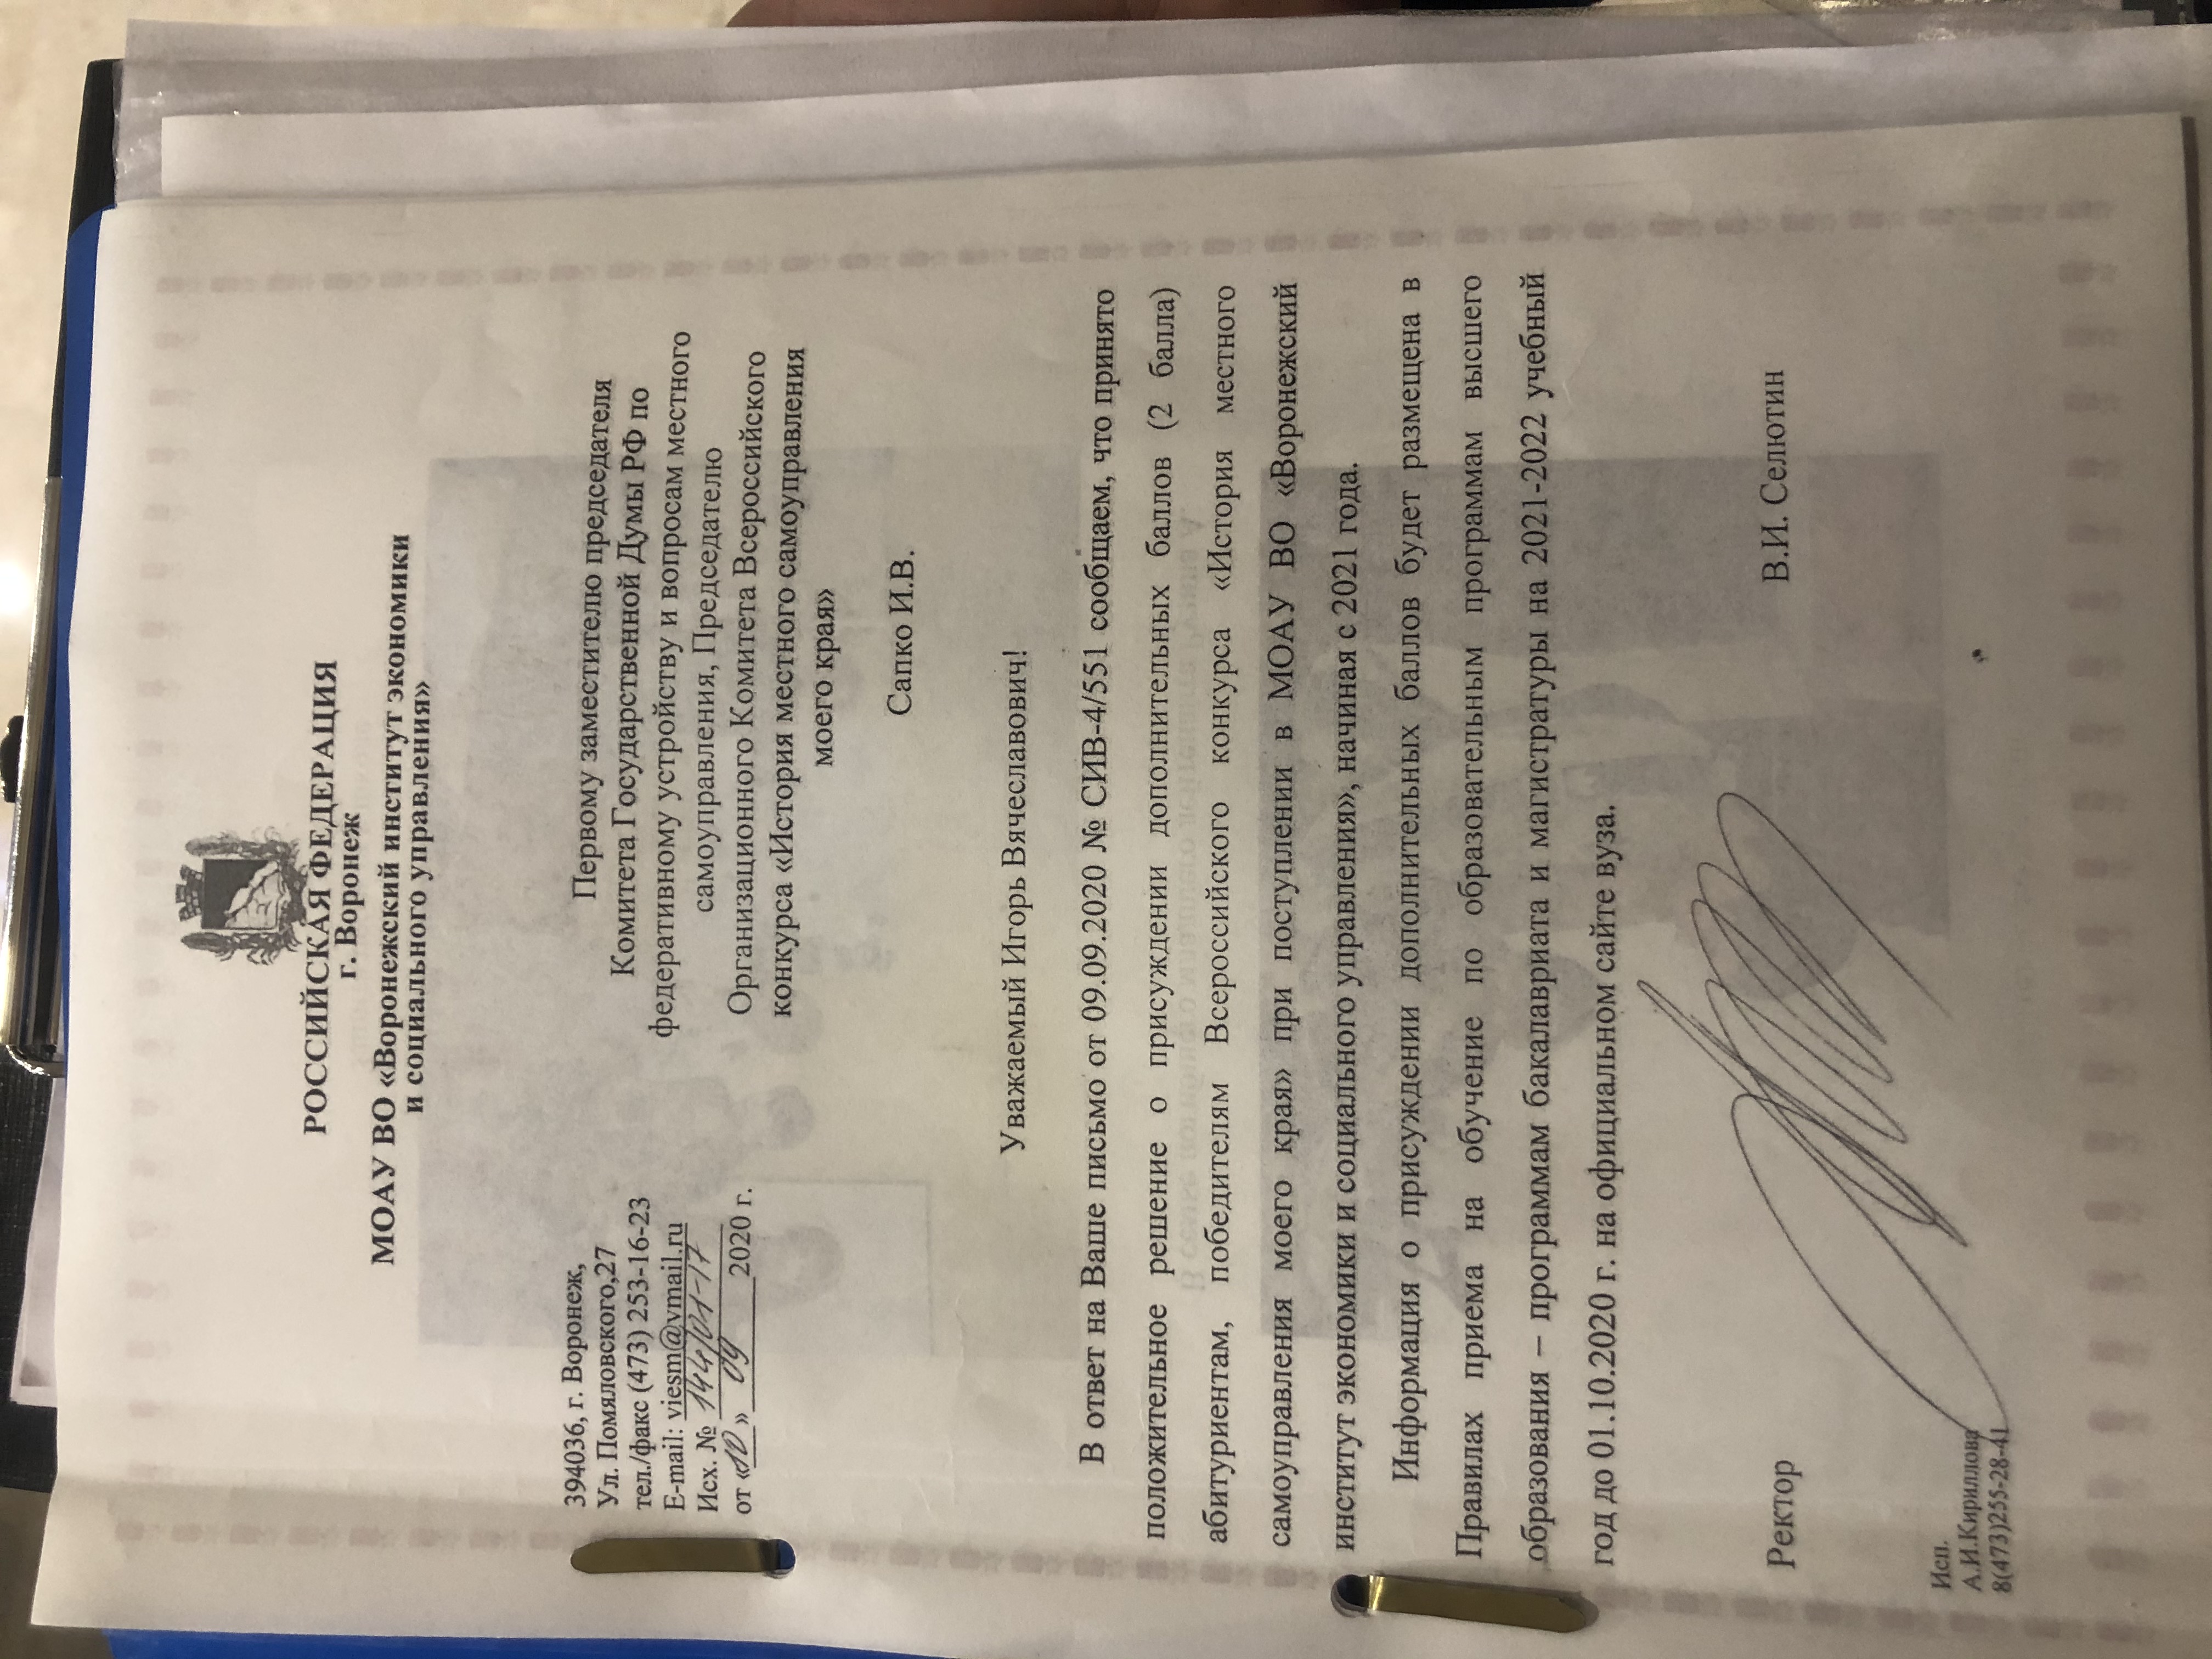 РОССИЙСКАЯ ФЕДЕРАЦИЯ
г. Воронеж
МОАУ ВО «Воронежский институт экономики
и социального управления»
394036, г. Воронеж,
Ул. Помяловского,27
тел./факс (473) 253-16-23
E-mail: viesm@vmail.ru
Исх. № 144/01-17
от «10» 09 2020 г.
Первому заместителю председателя
Комитета Государственной Думы РФ по
федеративному устройству и вопросам местного
самоуправления, Председателю
Организационного Комитета Всероссийского
конкурса «История местного самоуправления
моего края»
Сапко И.В.
Уважаемый Игорь Вячеславович!
В ответ на Ваше письмо от 09.09.2020 № СИВ-4/551 сообщаем, что принято
положительное решение о присуждении дополнительных баллов (2 балла)
абитуриентам, победителям Всероссийского конкурса «История местного
самоуправления моего края» при поступлении в МОАУ ВО «Воронежский
институт экономики и социального управления», начиная с 2021 года.
Информация о присуждении дополнительных баллов будет размещена в
Правилах приема на обучение по образовательным программам высшего
образования – программам бакалавриата и магистратуры на 2021-2022 учебный
год до 01.10.2020 г. на официальном сайте вуза.
Ректор В.И. Селютин
Исп.
А.И.Кириллова
8(473)255-28-41